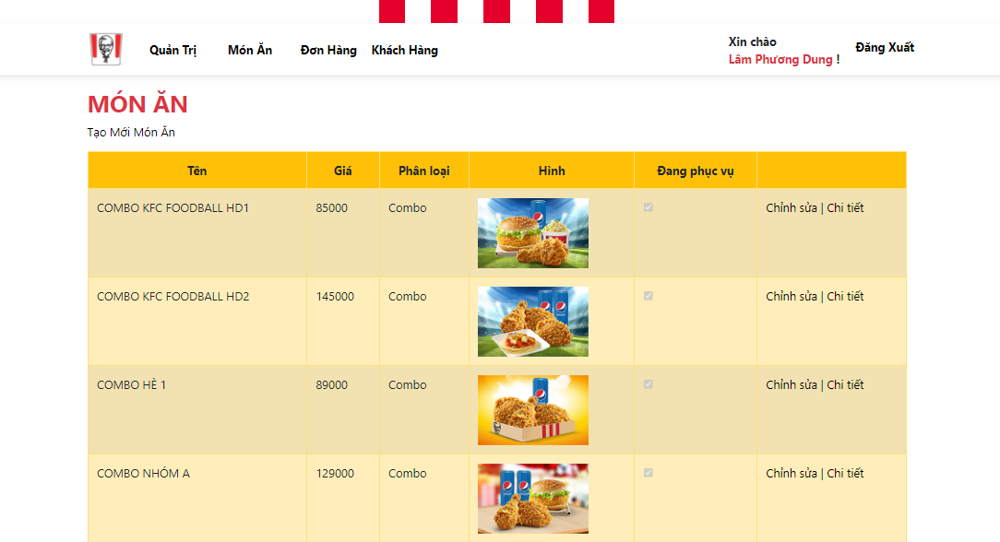 Quản Trị Món Ăn Đơn Hàng Khách Hàng
Xin chào
Lâm Phương Dung !
Đăng Xuất
MÓN ĂN
Tạo Mới Món Ăn
Tên Giá Phân loại Hình Đang phục vụ
COMBO KFC FOODBALL HD1 85000 Combo Chỉnh sửa | Chi tiết
COMBO KFC FOODBALL HD2 145000 Combo Chỉnh sửa | Chi tiết
COMBO HÈ 1 89000 Combo Chỉnh sửa | Chi tiết
COMBO NHÓM A 129000 Combo Chỉnh sửa | Chi tiết